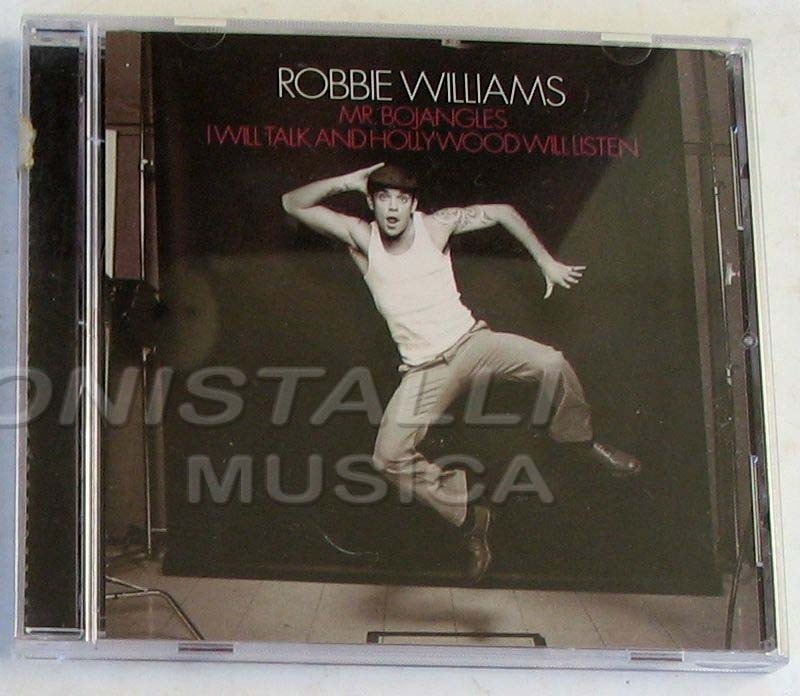 ROBBIE WILLIAMS
MR. BOJANGLES
I WILL TALK AND HOLLYWOOD WILL LISTEN
ONISTALLI
MUSICA